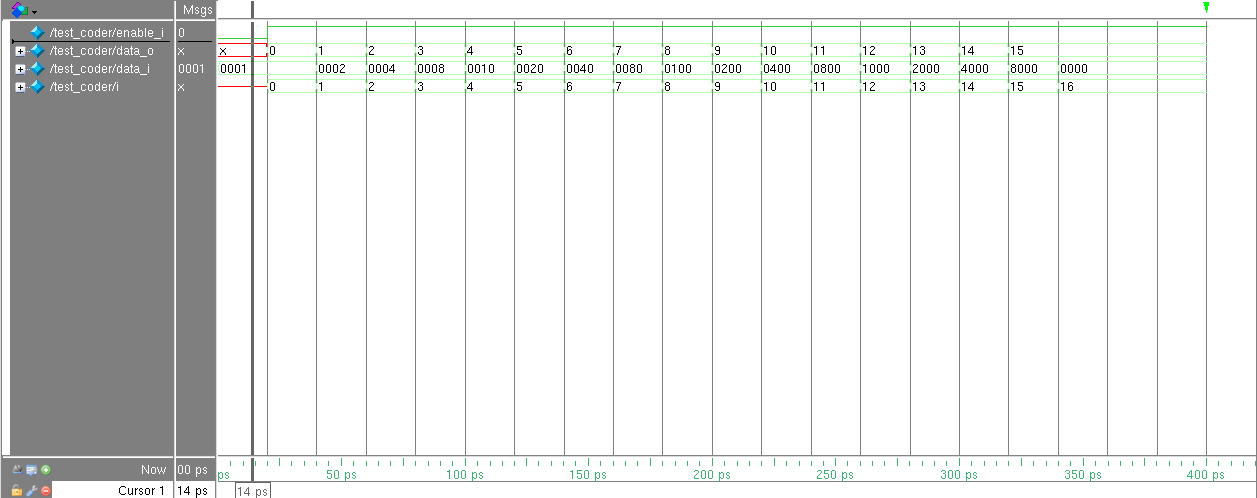 Msgs
/test_coder/enable_i 0
/test_coder/data_o x x 0 1 2 3 4 5 6 7 8 9 10 11 12 13 14 15
/test_coder/data_i 0001 0001 0002 0004 0008 0010 0020 0040 0080 0100 0200 0400 0800 1000 2000 4000 8000 0000
/test_coder/i x 0 1 2 3 4 5 6 7 8 9 10 11 12 13 14 15 16
Now 00 ps ps 50 ps 100 ps 150 ps 200 ps 250 ps 300 ps 350 ps 400 ps
Cursor 1 14 ps 14 ps